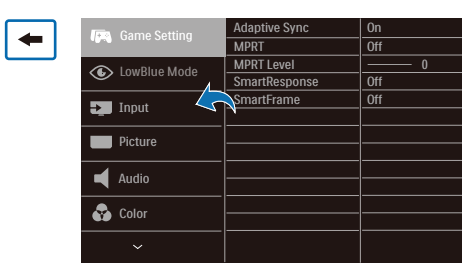 Game Setting
LowBlue Mode
Input
Picture
Audio
Color
Adaptive Sync On
MPRT Off
MPRT Level 0
SmartResponse Off
SmartFrame Off